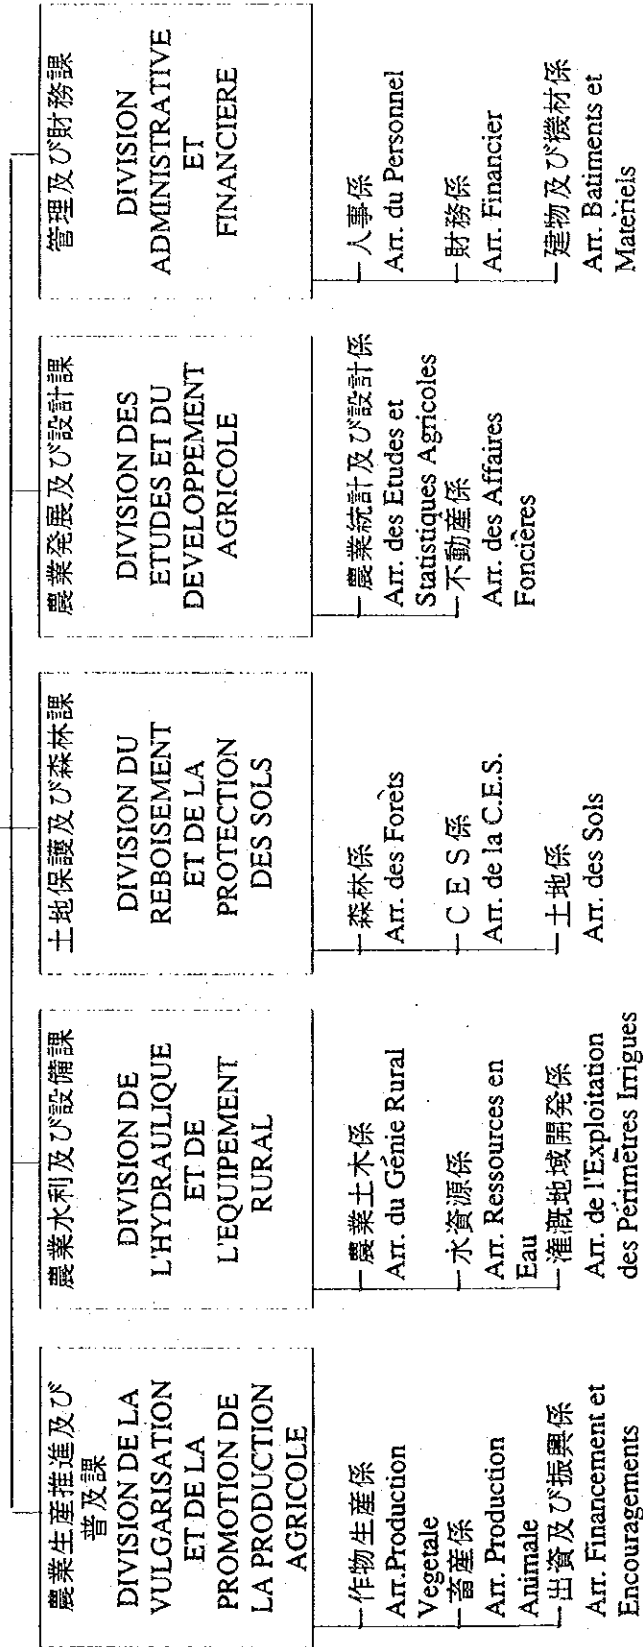 農業生産推進及び
普及課
DIVISION DE LA
VULGARISATION
ET DE LA
PROMOTION DE
LA PRODUCTION
AGRICOLE
作物生産係
Arr.Production
Vegetale
畜産係
Arr. Production
Animale
出資及び振興係
Arr. Financement et
Encouragements
農業水利及び設備課
DIVISION DE
L'HYDRAULIQUE
ET DE
L'EQUIPEMENT
RURAL
農業土木係
Arr. du Génie Rural
水資源係
Arr. Ressources en
Eau
灌漑地域開発係
Arr. de l'Exploitation
des Périmètres Irrigues
土地保護及び森林課
DIVISION DU
REBOISEMENT
ET DE LA
PROTECTION
DES SOLS
森林係
Arr. des Forêts
CES係
Arr. de la C.E.S.
土地係
Arr. des Sols
農業発展及び設計課
DIVISION DES
ETUDES ET DU
DEVELOPPEMENT
AGRICOLE
農業統計及び設計係
Arr. des Etudes et
Statistiques Agricoles
不動産係
Arr. des Affaires
Foncières
管理及び財務課
DIVISION
ADMINISTRATIVE
ET
FINANCIERE
人事係
Arr. du Personnel
財務係
Arr. Financier
建物及び機材係
Arr. Batiments et
Matèriels